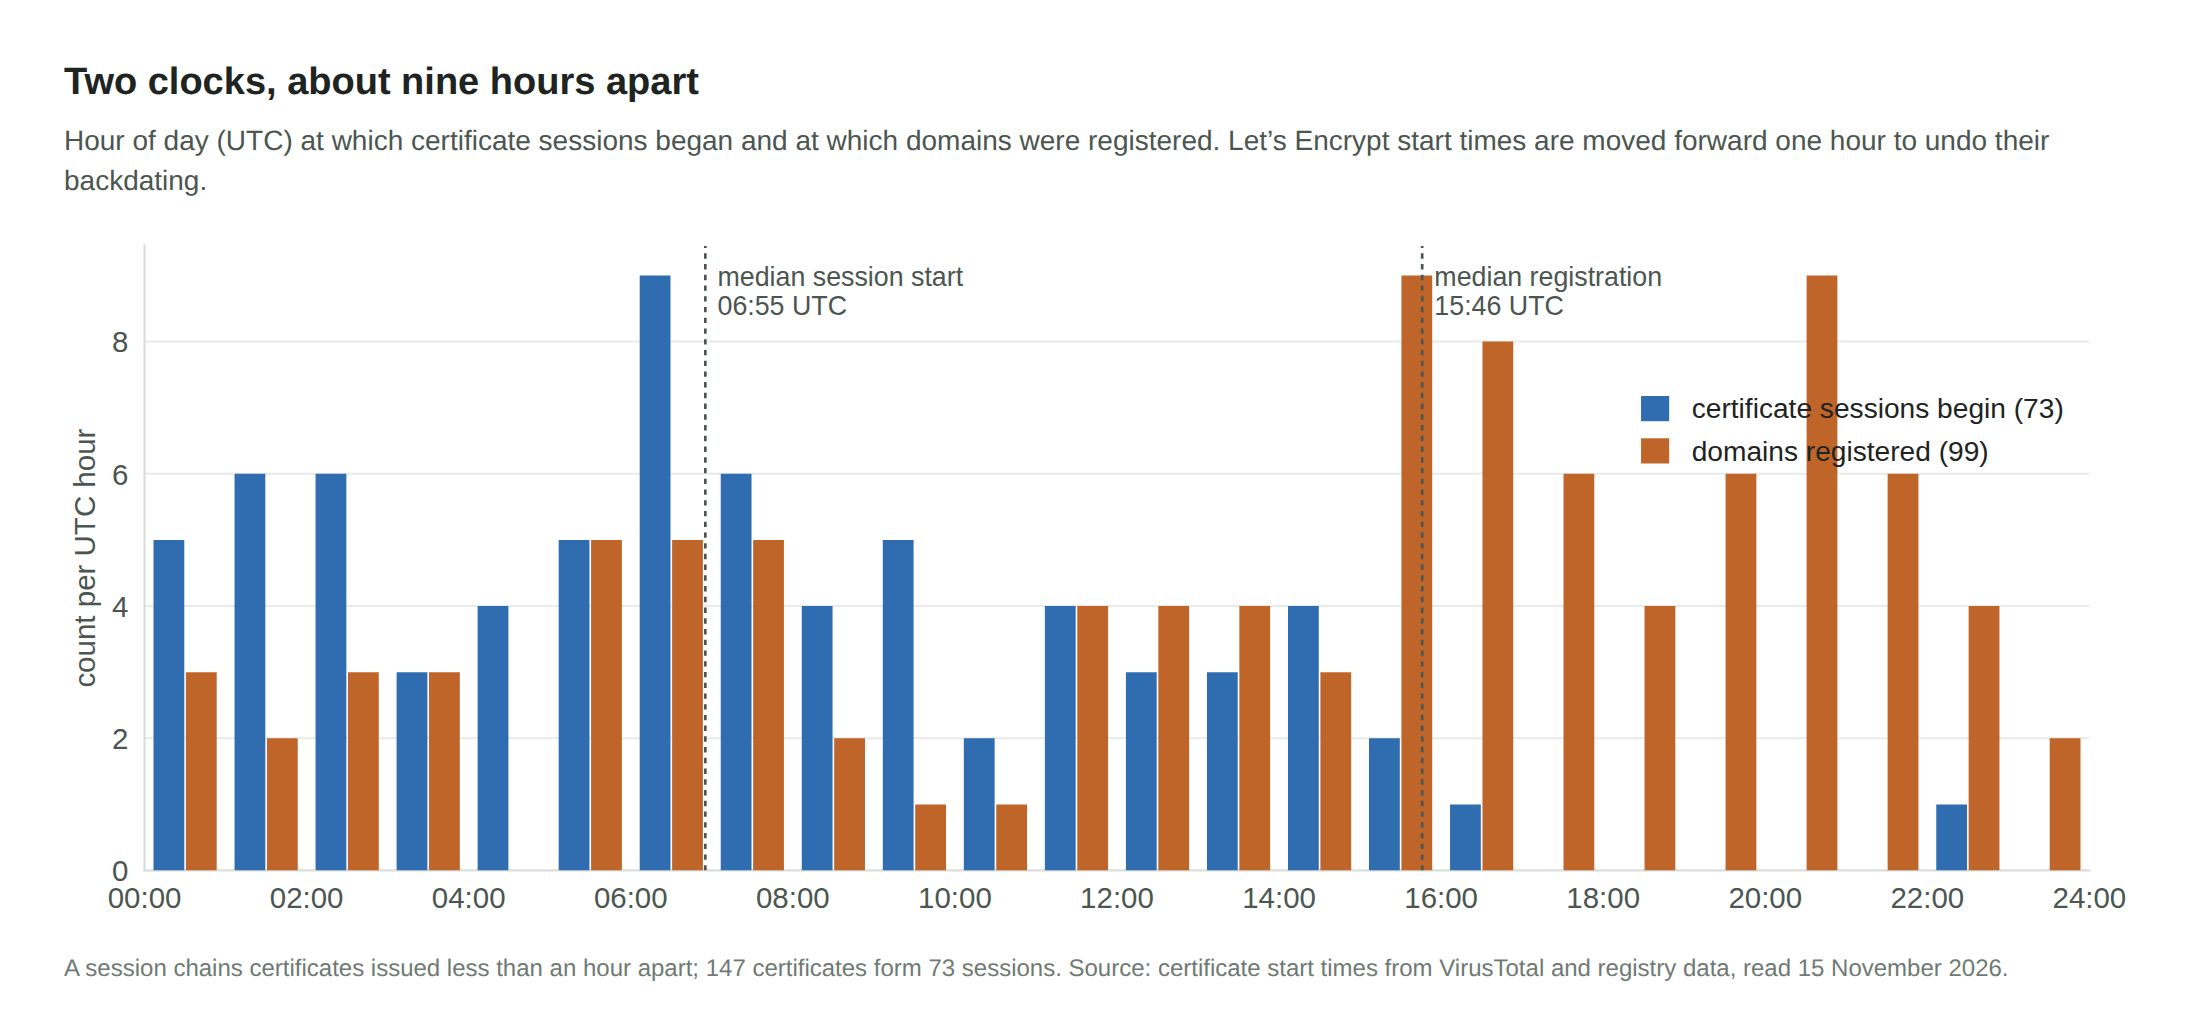 Two clocks, about nine hours apart
Hour of day (UTC) at which certificate sessions began and at which domains were registered. Let’s Encrypt start times are moved forward one hour to undo their
backdating.
median session start
06:55 UTC
median registration
15:46 UTC
certificate sessions begin (73)
domains registered (99)
count per UTC hour
8
6
4
2
0
00:00 02:00 04:00 06:00 08:00 10:00 12:00 14:00 16:00 18:00 20:00 22:00 24:00
A session chains certificates issued less than an hour apart; 147 certificates form 73 sessions. Source: certificate start times from VirusTotal and registry data, read 15 November 2026.